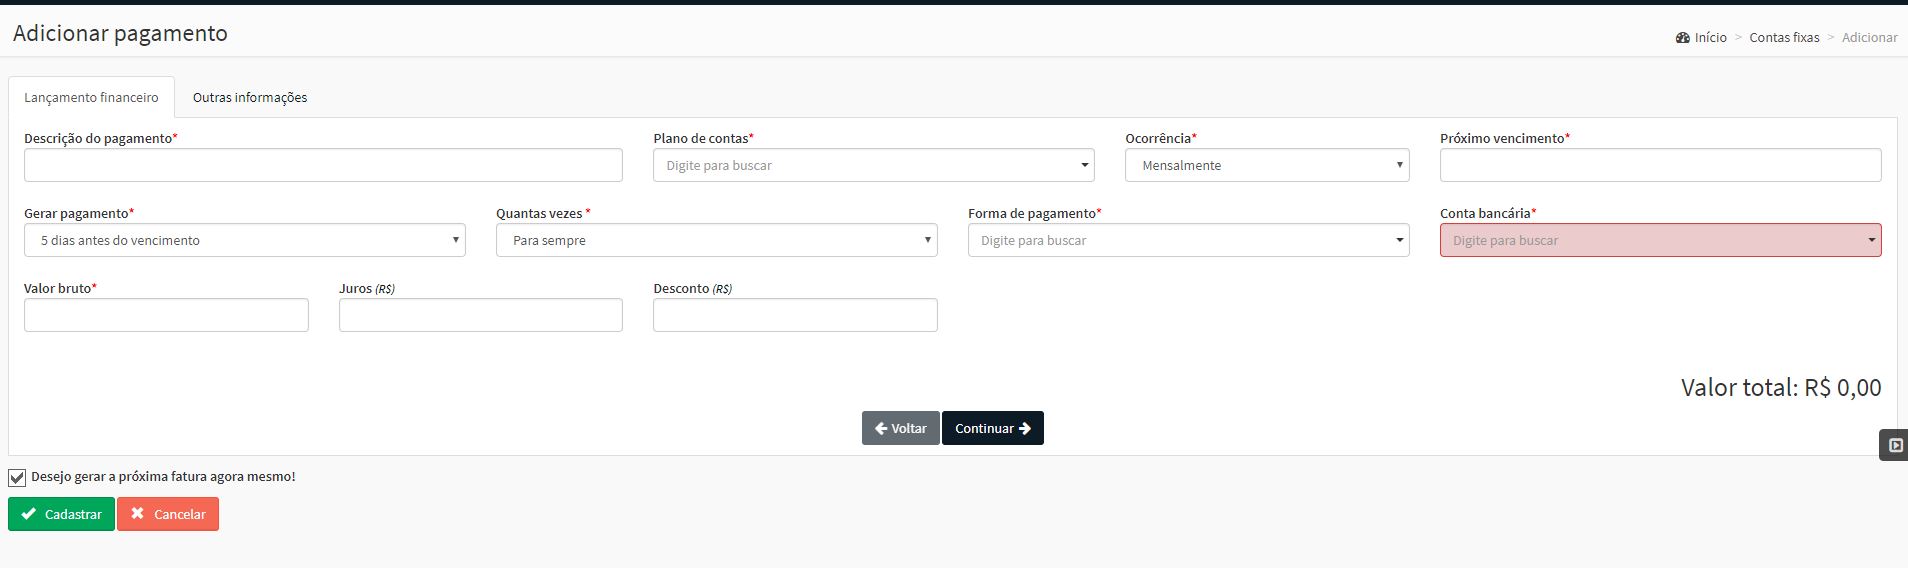 Adicionar pagamento
Início > Contas fixas > Adicionar
Lançamento financeiro
Outras informações
Descrição do pagamento*
Plano de contas*
Ocorrência*
Próximo vencimento*
Digite para buscar
Mensalmente
Gerar pagamento*
Quantas vezes *
Forma de pagamento*
Conta bancária*
5 dias antes do vencimento
Para sempre
Digite para buscar
Digite para buscar
Valor bruto*
Juros (R$)
Desconto (R$)
Valor total: R$ 0,00
Voltar
Continuar
Desejo gerar a próxima fatura agora mesmo!
Cadastrar
Cancelar